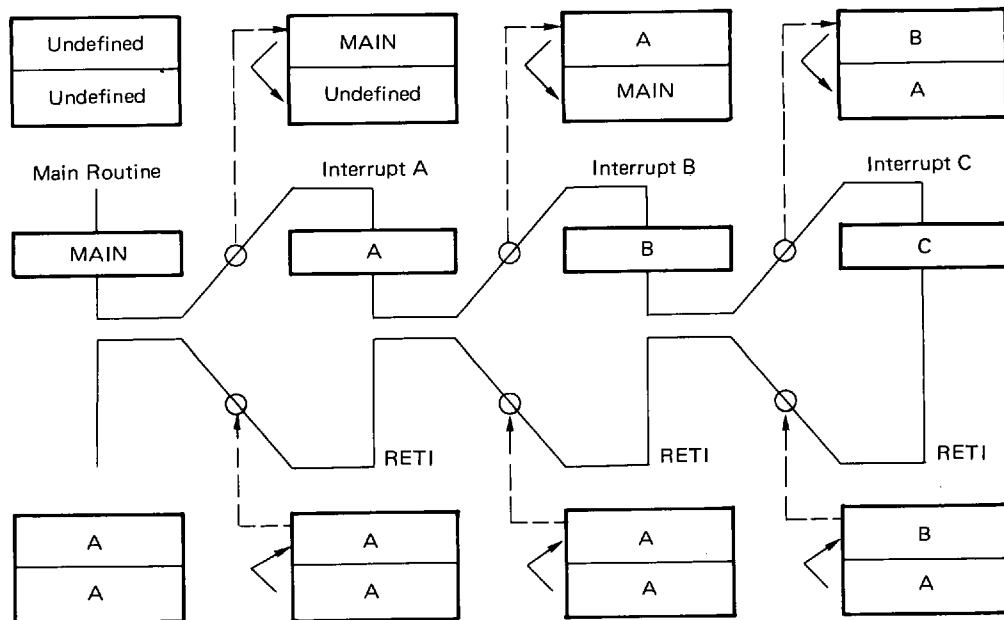 Undefined
Undefined
MAIN
Undefined
A
MAIN
B
A
Main Routine
Interrupt A
Interrupt B
Interrupt C
MAIN
A
B
C
RETI
RETI
RETI
A
A
A
A
A
A
B
A